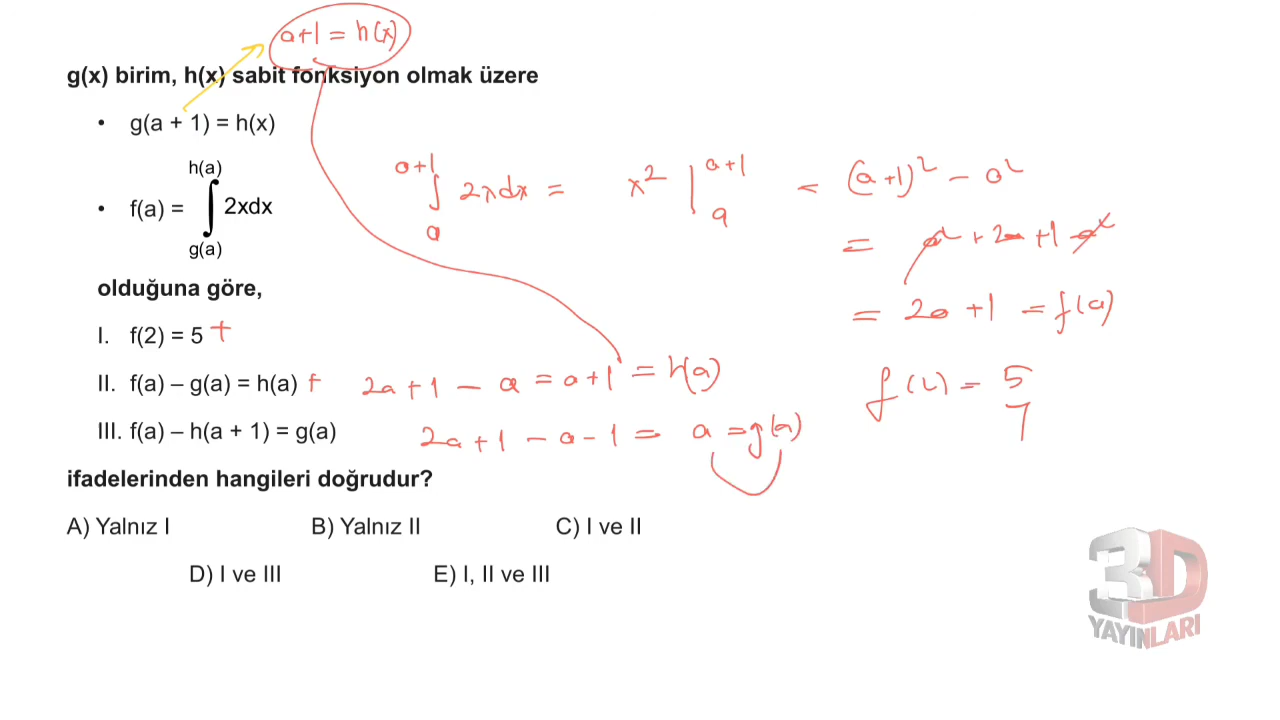 a+1 = h(x)
g(x) birim, h(x) sabit fonksiyon olmak üzere
• g(a + 1) = h(x)
• f(a) = ∫ 2xdx
h(a)
g(a)
a+1
∫ 2xdx = x² | a+1 = (a+1)² - a²
a
a
= a² + 2a + 1 - a²
= 2a + 1 = f(a)
olduğuna göre,
I. f(2) = 5 +
II. f(a) – g(a) = h(a) + 2a+1 - a = a+1 = h(a)
f(2) = 5
III. f(a) – h(a + 1) = g(a) 2a+1 - a - 1 = a = g(a)
ifadelerinden hangileri doğrudur?
A) Yalnız I B) Yalnız II C) I ve II
D) I ve III E) I, II ve III
3D
YAYINLARI